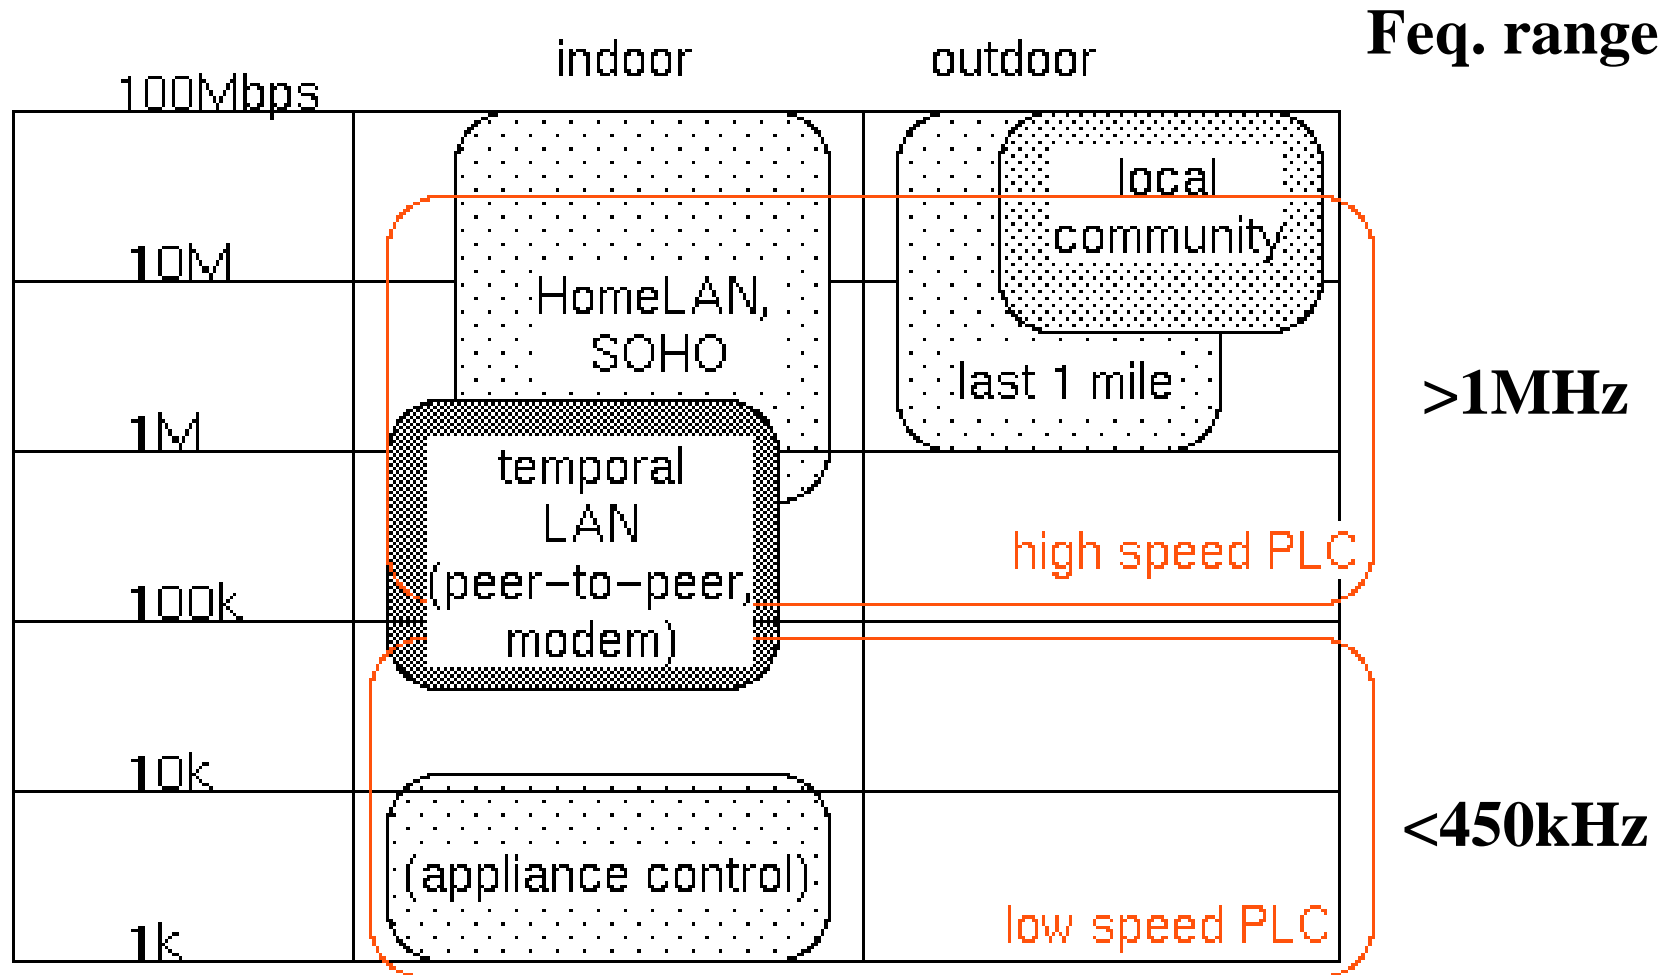 Feq. range
indoor
outdoor
100Mbps
local
community
10M
HomeLAN,
SOHO
last 1 mile
>1MHz
1M
temporal
LAN
(peer-to-peer,
modem)
high speed PLC
100k
10k
<450kHz
(appliance control)
low speed PLC
1k